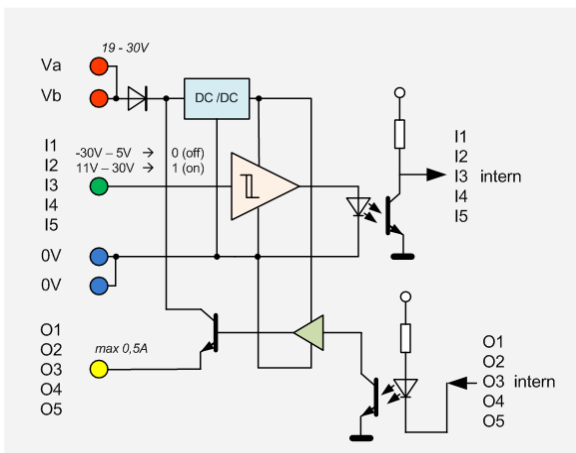 19 - 30V
Va
Vb
DC /DC
I1
I2
I3
I4
I5
-30V – 5V → 0 (off)
11V – 30V → 1 (on)
I1
I2
I3 intern
I4
I5
0V
0V
O1
O2
O3
O4
O5
max 0,5A
O1
O2
O3 intern
O4
O5